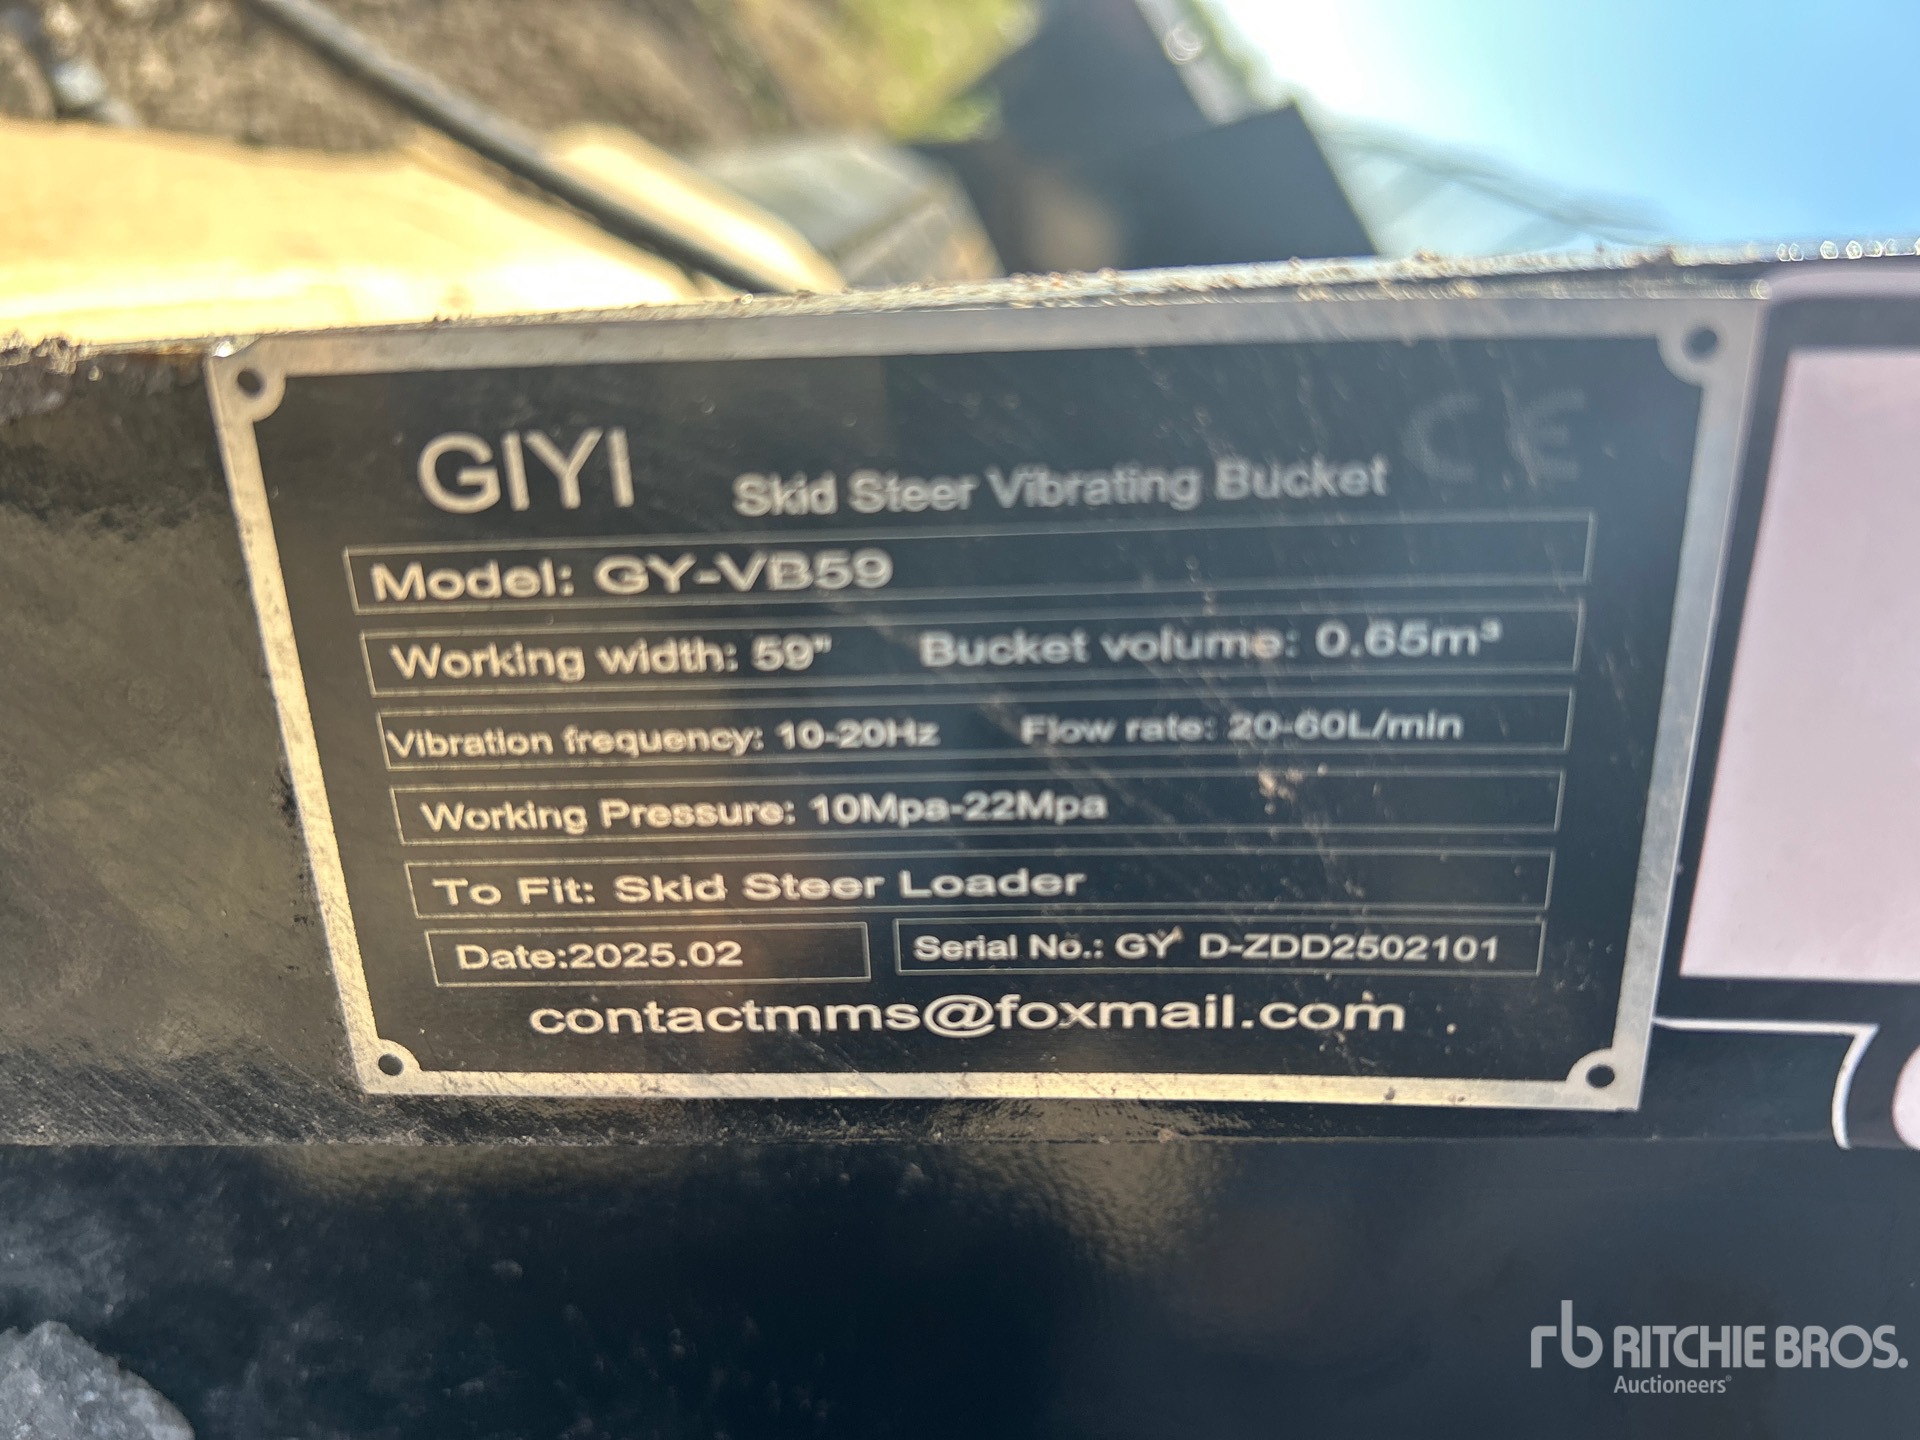 GIYI Skid Steer Vibrating Bucket CE
Model: GY-VB59
Working width: 59" Bucket volume: 0.65m³
Vibration frequency: 10-20Hz Flow rate: 20-60L/min
Working Pressure: 10Mpa-22Mpa
To Fit: Skid Steer Loader
Date:2025.02 Serial No.: GY D-ZDD2502101
contactmms@foxmail.com .
rb RITCHIE BROS.
Auctioneers®